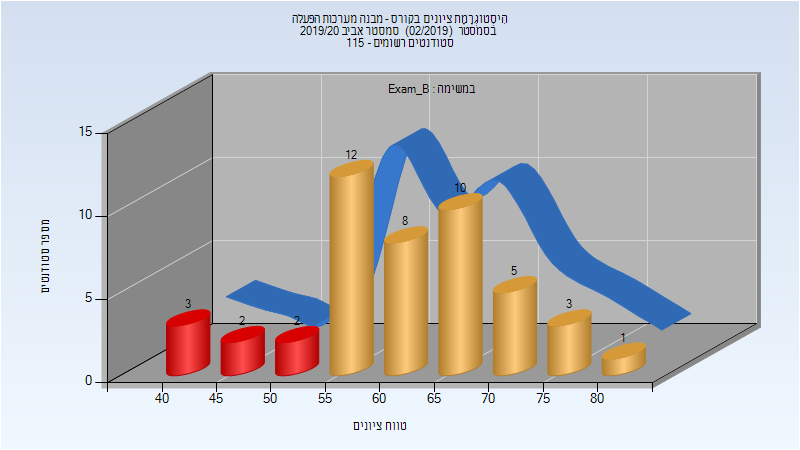 היסטוגרמת ציונים בקורס - מבנה מערכות הפעלה
בסמסטר (02/2019) סמסטר אביב 2019/20
סטודנטים רשומים - 115
במשימה : Exam_B
מספר סטודנטים
15
10
5
0
3
2
2
12
8
10
5
3
1
40 45 50 55 60 65 70 75 80
טווח ציונים